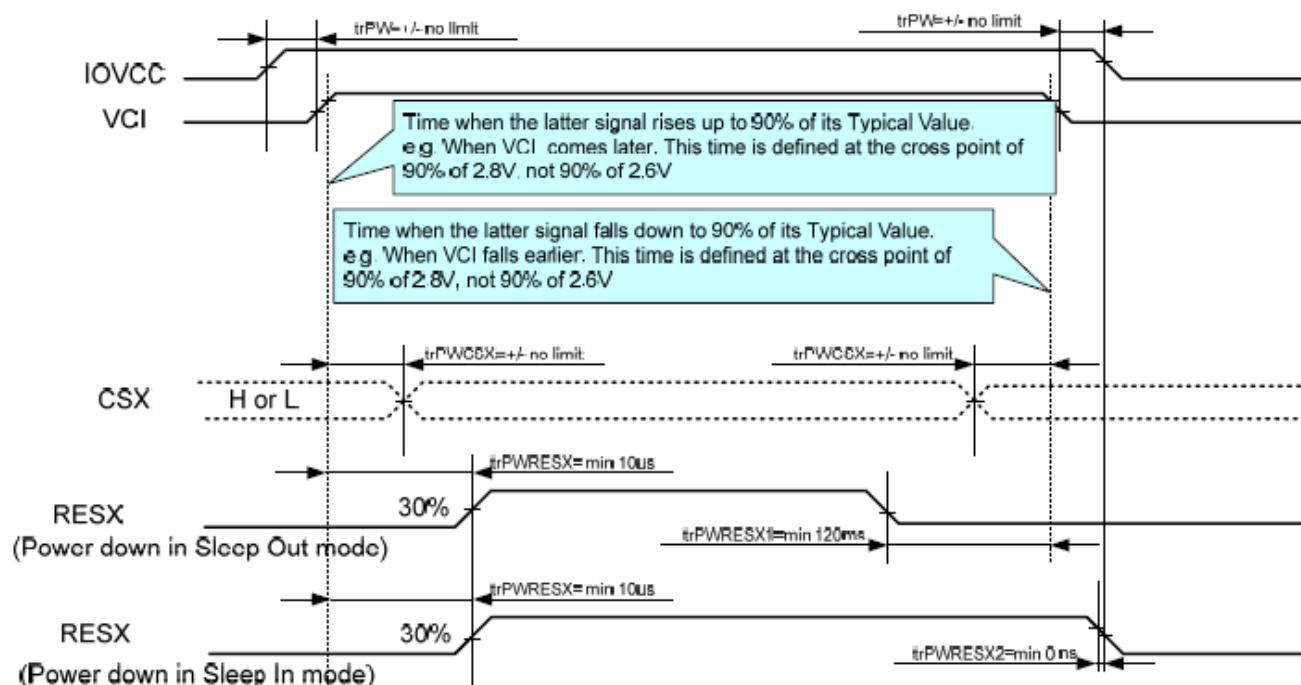 trPW=+/- no limit
trPW=+/- no limit
IOVCC
VCI
Time when the latter signal rises up to 90% of its Typical Value.
e.g. When VCI comes later. This time is defined at the cross point of
90% of 2.8V, not 90% of 2.6V
Time when the latter signal falls down to 90% of its Typical Value.
e.g. When VCI falls earlier. This time is defined at the cross point of
90% of 2.8V, not 90% of 2.6V
trPWCSX=+/- no limit
trPWCSX=+/- no limit
CSX
H or L
trPWRESX= min 10us
30%
RESX
(Power down in Sleep Out mode)
trPWRESX1=min 120ms
trPWRESX= min 10us
30%
RESX
(Power down in Sleep In mode)
trPWRESX2=min 0 ns